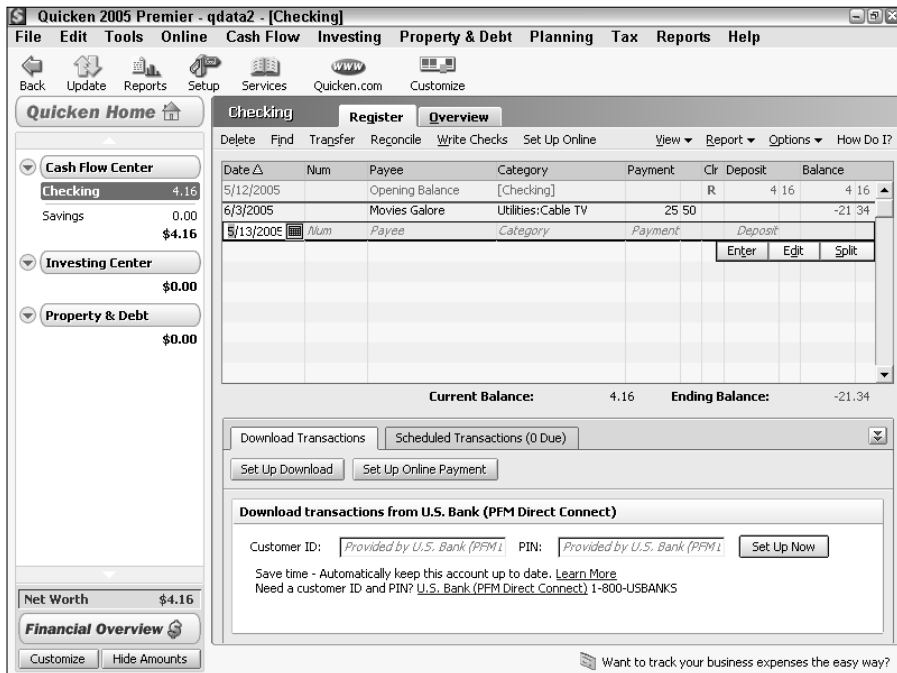 Quicken 2005 Premier - qdata2 - [Checking]
File Edit Tools Online Cash Flow Investing Property & Debt Planning Tax Reports Help
www
Back Update Reports Setup Services Quicken.com Customize
Quicken Home
Checking Register Overview
Delete Find Transfer Reconcile Write Checks Set Up Online View Report Options How Do I?
Cash Flow Center
Checking 4.16
Savings 0.00
$4.16
Investing Center
$0.00
Property & Debt
$0.00
Date Num Payee Category Payment Clr Deposit Balance
5/12/2005 Opening Balance [Checking] R 4 16 4 16
6/3/2005 Movies Galore Utilities:Cable TV 25 50 -21 34
5/13/2005 Num Payee Category Payment Deposit
Enter Edit Split
Current Balance: 4.16 Ending Balance: -21.34
Download Transactions Scheduled Transactions (0 Due)
Set Up Download Set Up Online Payment
Download transactions from U.S. Bank (PFM Direct Connect)
Customer ID: Provided by U.S. Bank (PFM PIN: Provided by U.S. Bank (PFM Set Up Now
Save time - Automatically keep this account up to date. Learn More
Need a customer ID and PIN? U.S. Bank (PFM Direct Connect) 1-800-USBANKS
Net Worth $4.16
Financial Overview
Customize Hide Amounts
Want to track your business expenses the easy way?